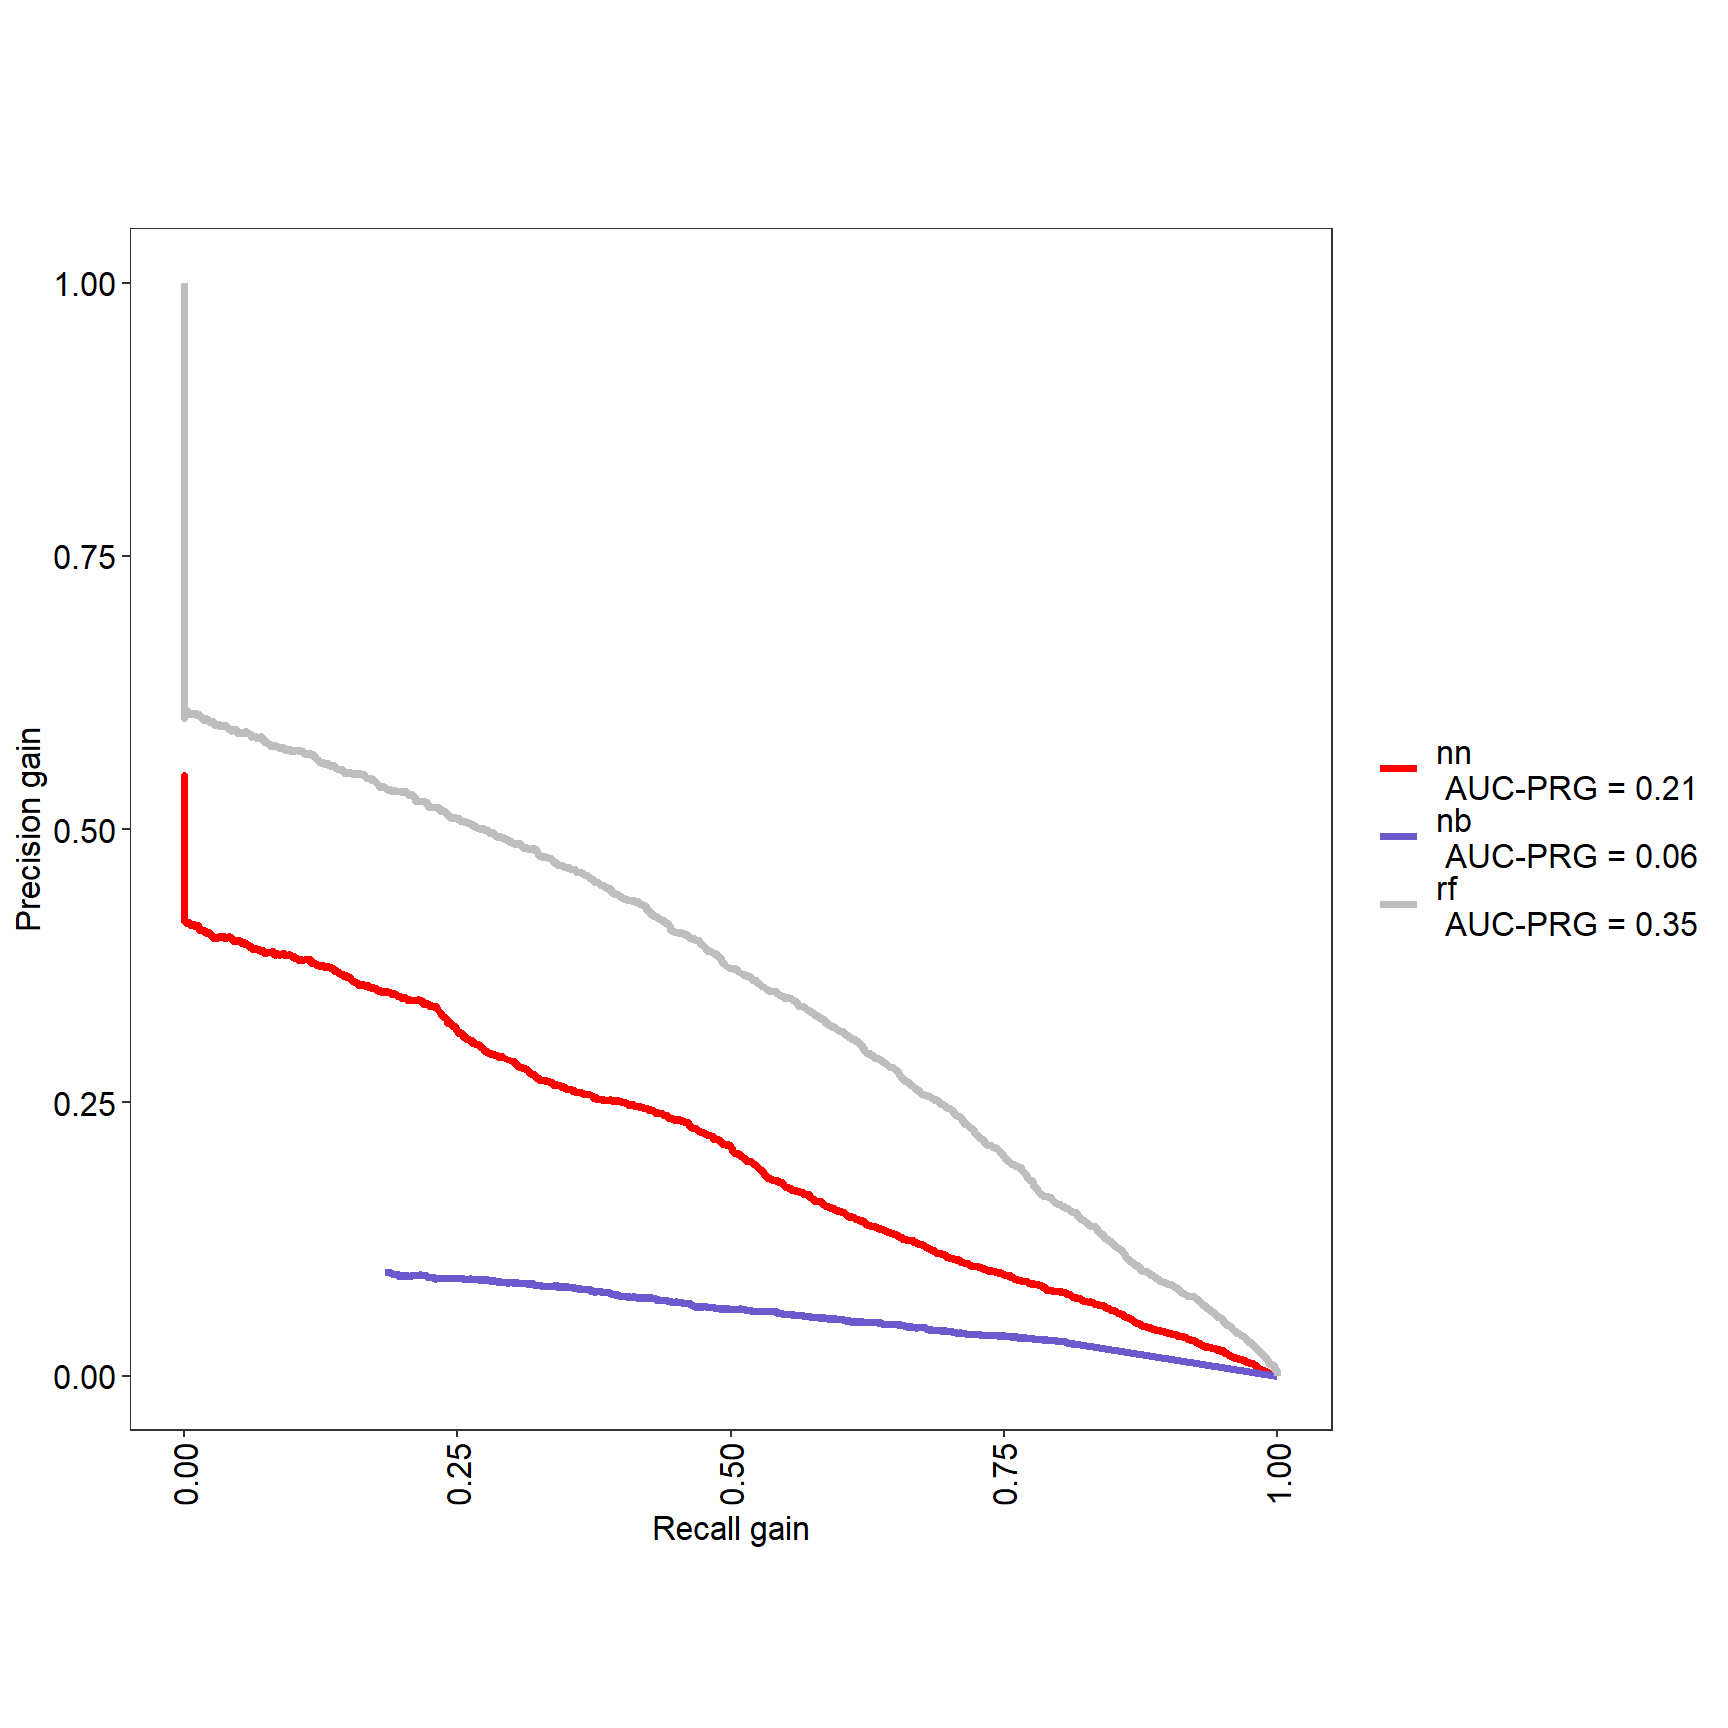 1.00
0.75
0.50
0.25
0.00
Precision gain
0.00
0.25
0.50
0.75
1.00
Recall gain
nn
AUC-PRG = 0.21
nb
AUC-PRG = 0.06
rf
AUC-PRG = 0.35